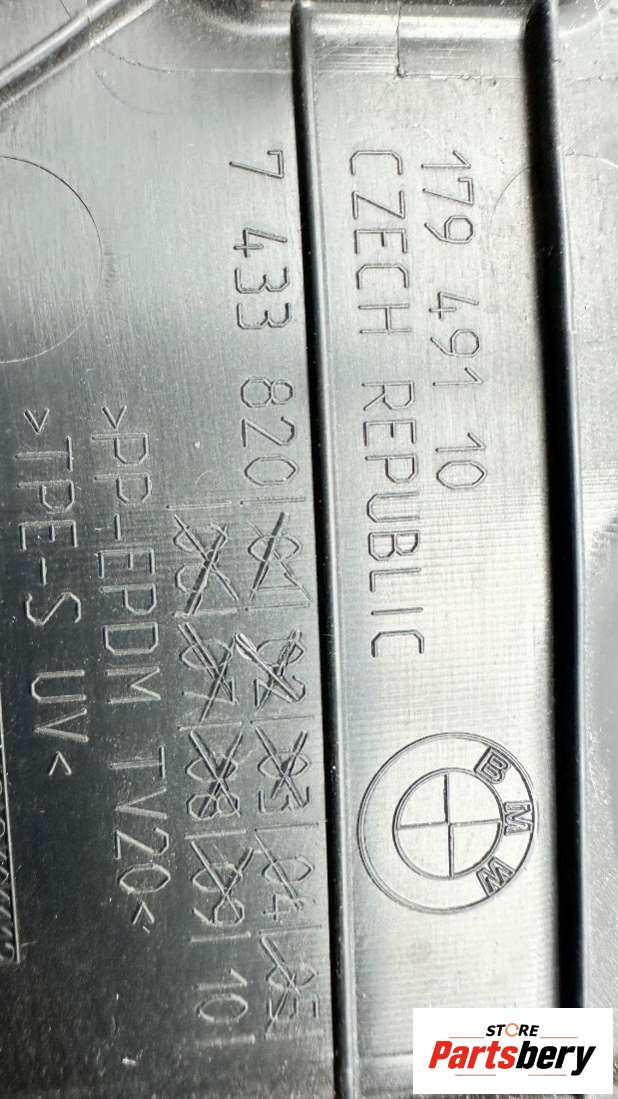 179 491 10
CZECH REPUBLIC
7 433 820
01 02 03 04 05
06 07 08 09 10
>PP-EPDM TV20<
>TPE-S UV<
BMW
STORE
Partsbery